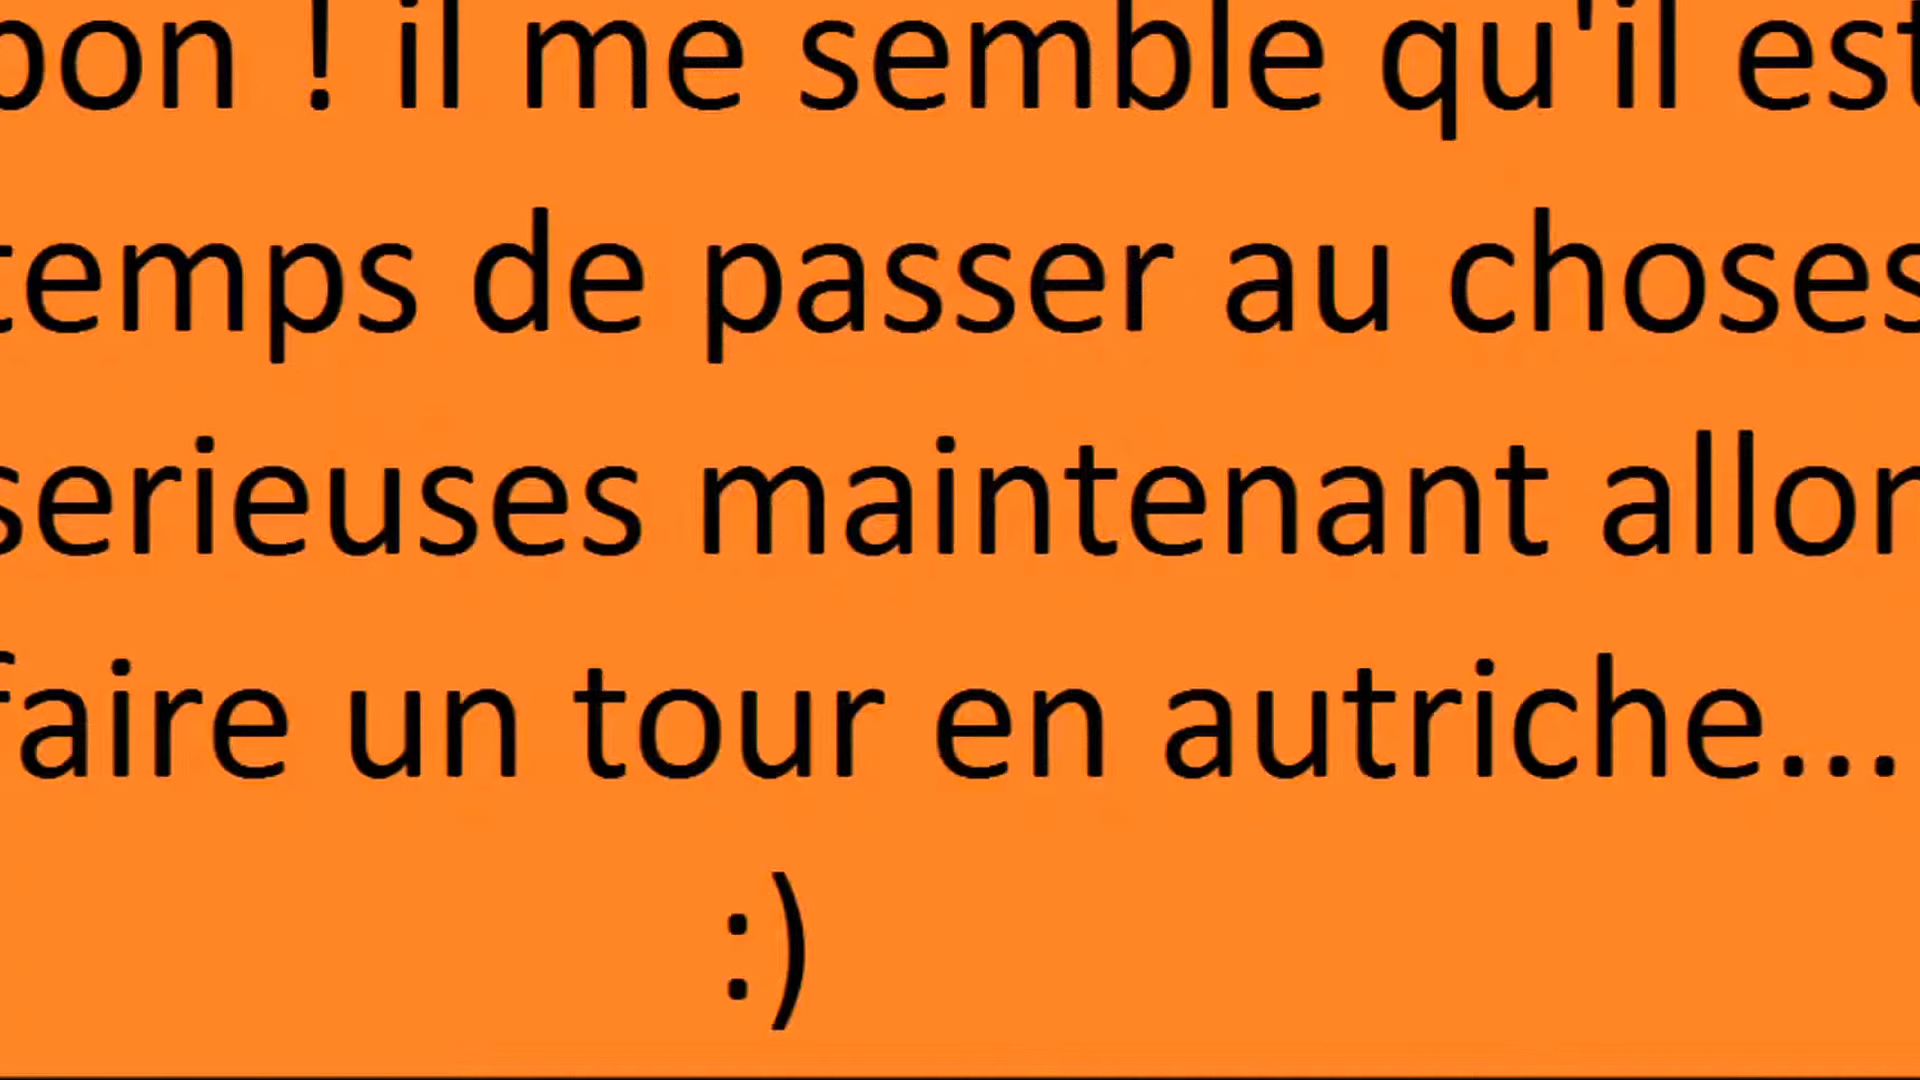 bon ! il me semble qu'il est
temps de passer au choses
serieuses maintenant allon
faire un tour en autriche...
:)